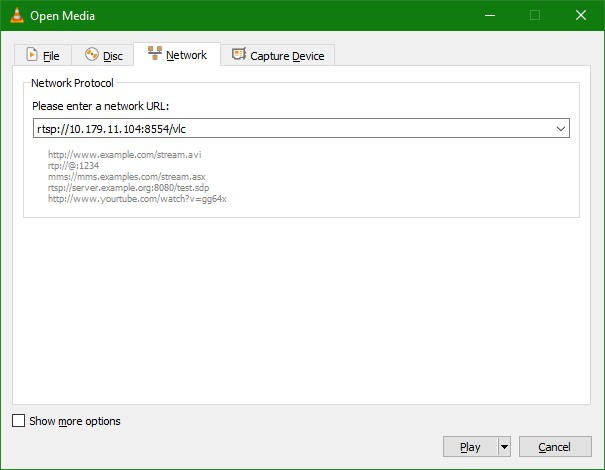 Open Media
File Disc Network Capture Device
Network Protocol
Please enter a network URL:
rtsp://10.179.11.104:8554/vlc
http://www.example.com/stream.avi
rtp://@:1234
mms://mms.examples.com/stream.asx
rtsp://server.example.org:8080/test.sdp
http://www.yourtube.com/watch?v=gg64x
Show more options
Play Cancel